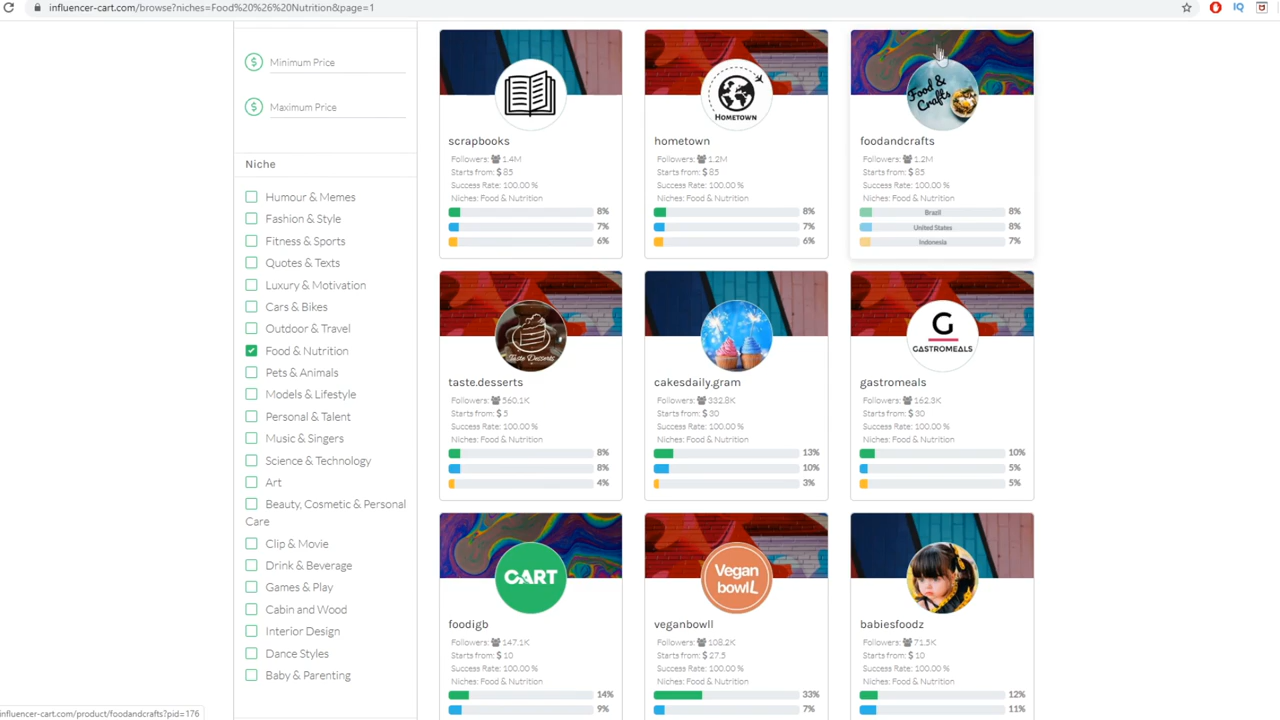 influencer-cart.com/browse?niches=Food%20%26%20Nutrition&page=1
IQ
$ Minimum Price
$ Maximum Price
Niche
Humour & Memes
Fashion & Style
Fitness & Sports
Quotes & Texts
Luxury & Motivation
Cars & Bikes
Outdoor & Travel
Food & Nutrition
Pets & Animals
Models & Lifestyle
Personal & Talent
Music & Singers
Science & Technology
Art
Beauty, Cosmetic & Personal
Care
Clip & Movie
Drink & Beverage
Games & Play
Cabin and Wood
Interior Design
Dance Styles
Baby & Parenting
scrapbooks
Followers: 1.4M
Starts from: $ 85
Success Rate: 100.00 %
Niches: Food & Nutrition
8%
7%
6%
HOMETOWN
hometown
Followers: 1.2M
Starts from: $ 85
Success Rate: 100.00 %
Niches: Food & Nutrition
8%
7%
6%
Food &
Crafts
foodandcrafts
Followers: 1.2M
Starts from: $ 85
Success Rate: 100.00 %
Niches: Food & Nutrition
Brazil 8%
United States 8%
Indonesia 7%
Taste Desserts
taste.desserts
Followers: 560.1K
Starts from: $ 5
Success Rate: 100.00 %
Niches: Food & Nutrition
8%
8%
4%
cakesdaily.gram
Followers: 332.8K
Starts from: $ 30
Success Rate: 100.00 %
Niches: Food & Nutrition
13%
10%
3%
G
GASTROMEALS
gastromeals
Followers: 162.3K
Starts from: $ 30
Success Rate: 100.00 %
Niches: Food & Nutrition
10%
5%
5%
CART
foodigb
Followers: 147.1K
Starts from: $ 10
Success Rate: 100.00 %
Niches: Food & Nutrition
14%
9%
Vegan
bowlL
veganbowll
Followers: 108.2K
Starts from: $ 27.5
Success Rate: 100.00 %
Niches: Food & Nutrition
33%
7%
babiesfoodz
Followers: 71.5K
Starts from: $ 10
Success Rate: 100.00 %
Niches: Food & Nutrition
12%
11%
influencer-cart.com/product/foodandcrafts?pid=176